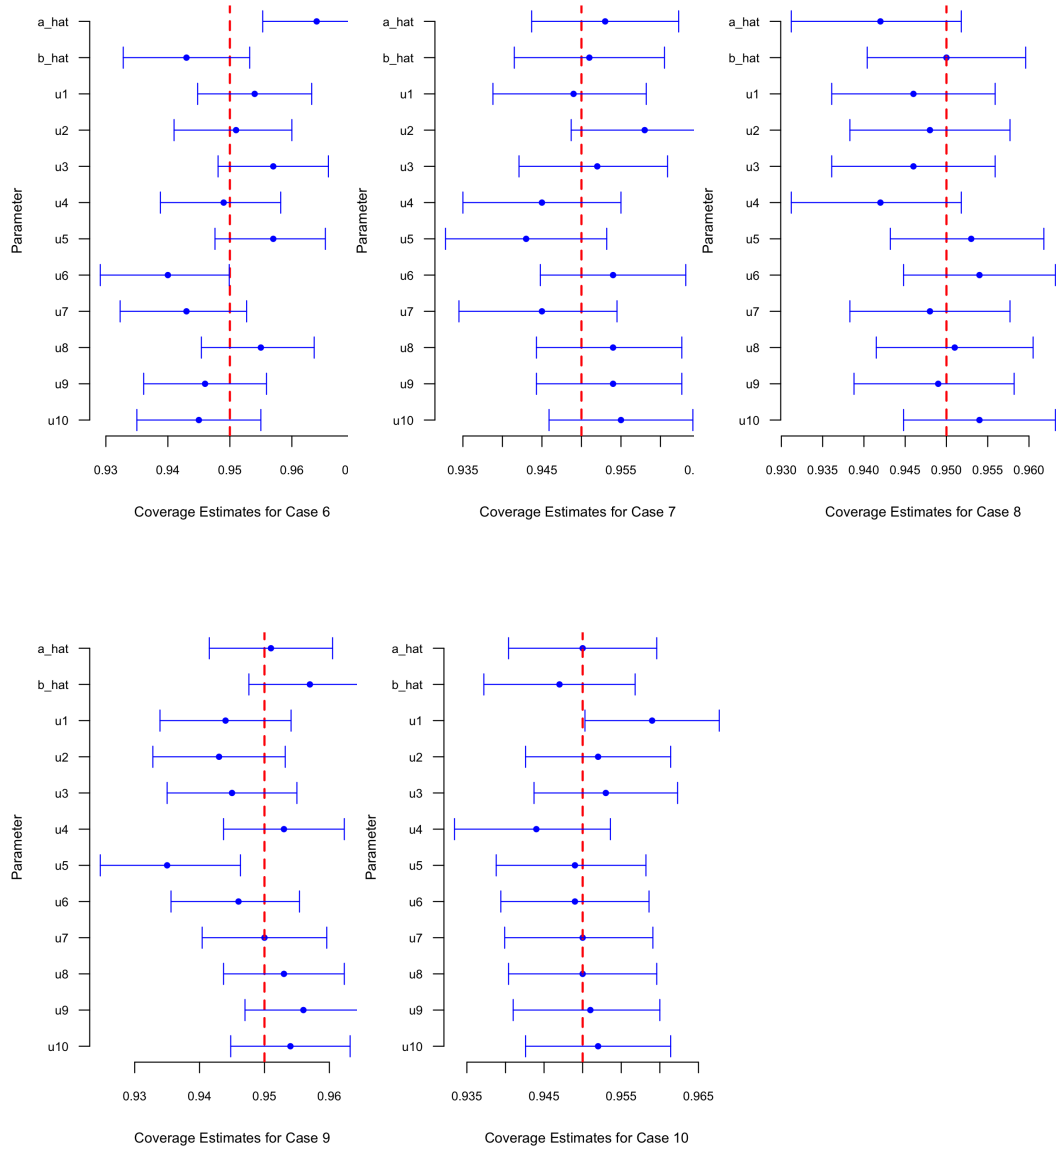 Parameter
a_hat
b_hat
u1
u2
u3
u4
u5
u6
u7
u8
u9
u10
0.93 0.94 0.95 0.96 0
Coverage Estimates for Case 6
Parameter
a_hat
b_hat
u1
u2
u3
u4
u5
u6
u7
u8
u9
u10
0.935 0.945 0.955 0.
Coverage Estimates for Case 7
Parameter
a_hat
b_hat
u1
u2
u3
u4
u5
u6
u7
u8
u9
u10
0.930 0.935 0.940 0.945 0.950 0.955 0.960
Coverage Estimates for Case 8
Parameter
a_hat
b_hat
u1
u2
u3
u4
u5
u6
u7
u8
u9
u10
0.93 0.94 0.95 0.96
Coverage Estimates for Case 9
Parameter
a_hat
b_hat
u1
u2
u3
u4
u5
u6
u7
u8
u9
u10
0.935 0.945 0.955 0.965
Coverage Estimates for Case 10